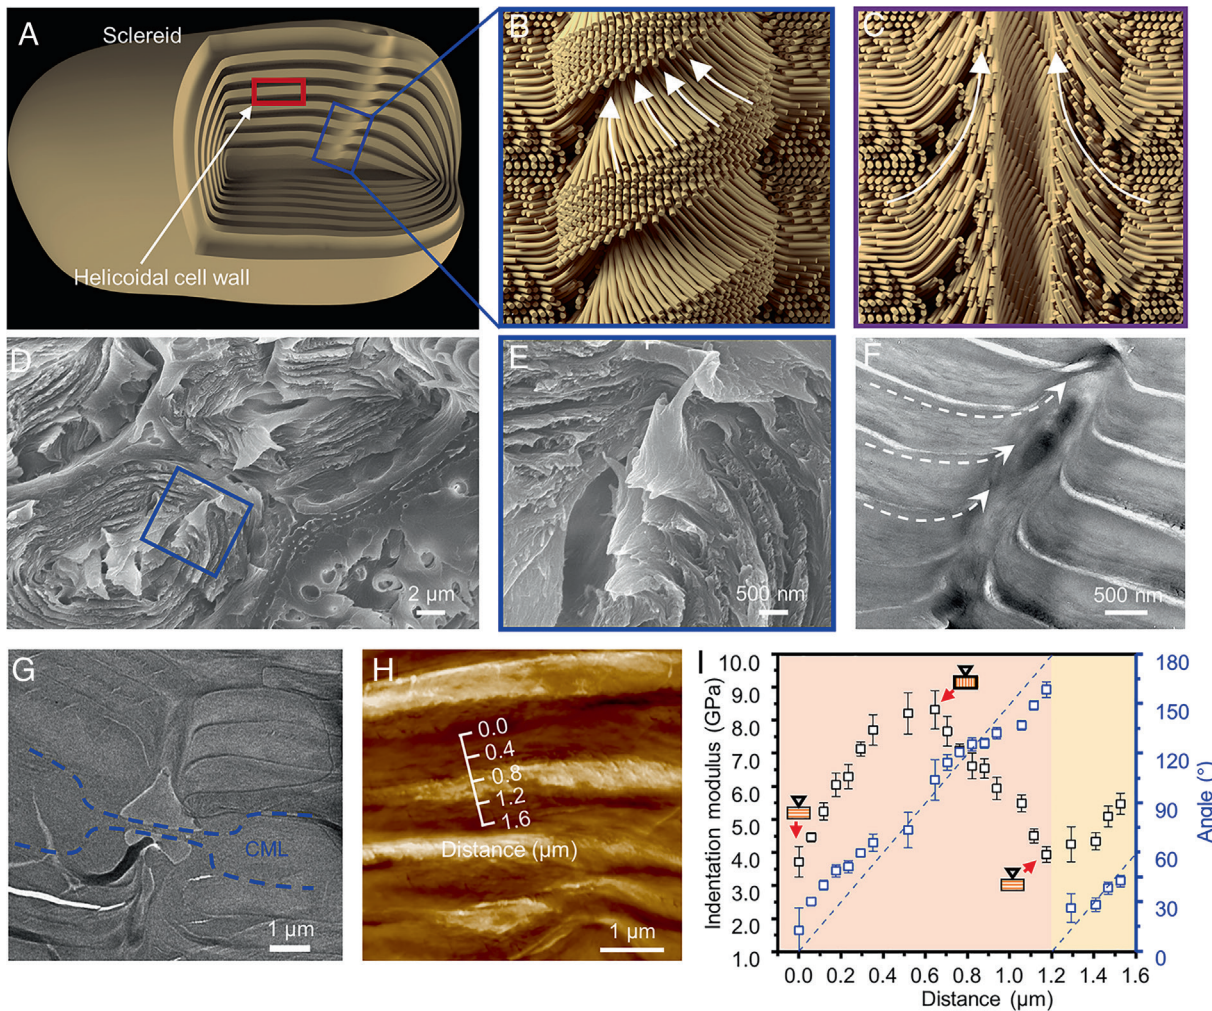 A
Sclereid
Helicoidal cell wall
B
C
D
2 µm
E
500 nm
F
500 nm
G
CML
1 µm
H
0.0
0.4
0.8
1.2
1.6
Distance (µm)
1 µm
I
Indentation modulus (GPa)
10.0
9.0
8.0
7.0
6.0
5.0
4.0
3.0
2.0
1.0
180
150
120
90
60
30
0
Angle (°)
0.0 0.2 0.4 0.6 0.8 1.0 1.2 1.4 1.6
Distance (µm)